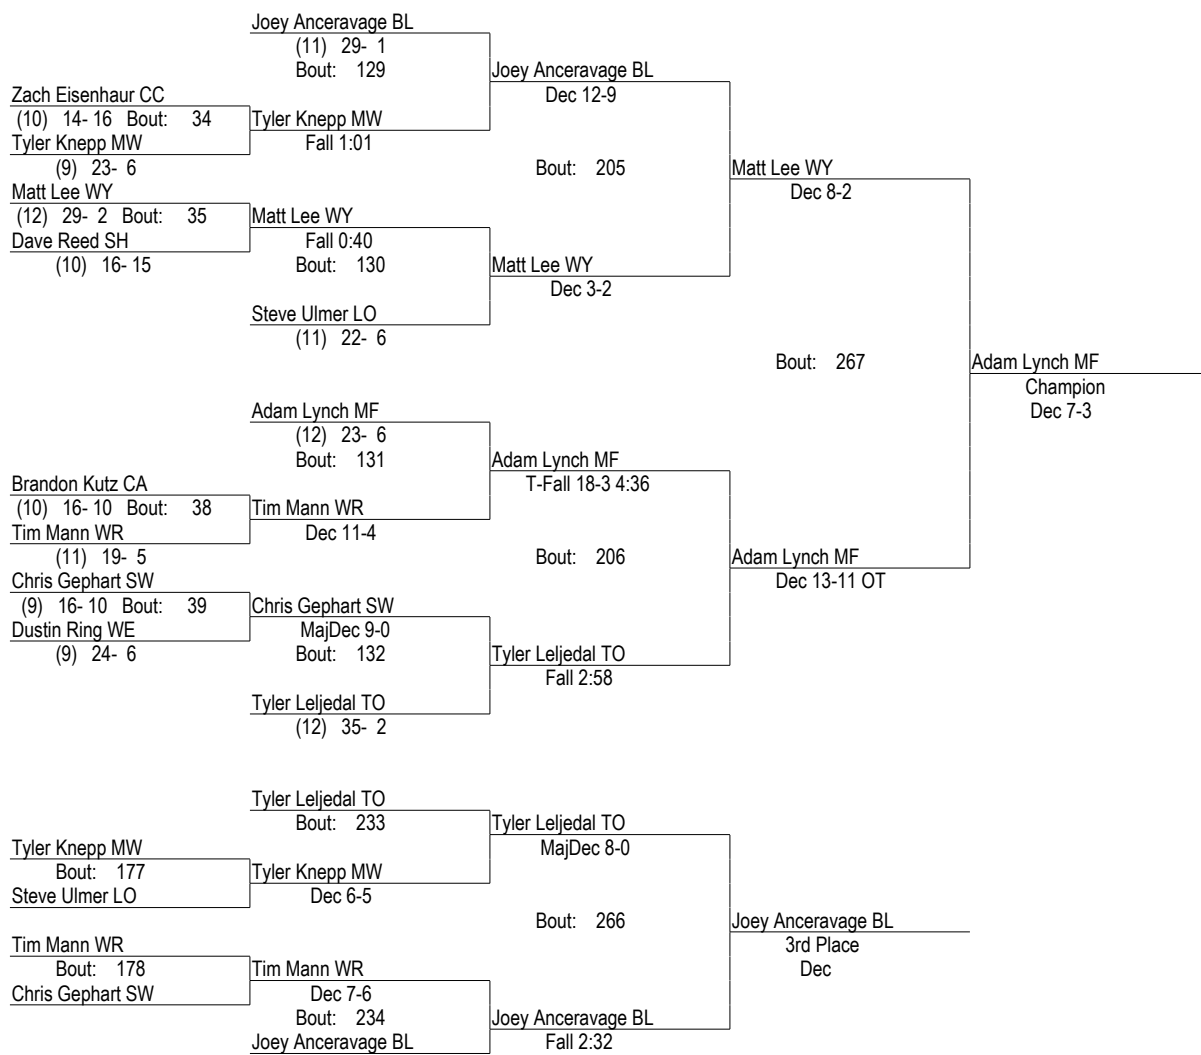 Joey Anceravage BL
(11) 29- 1
Bout: 129
Joey Anceravage BL
Dec 12-9
Zach Eisenhaur CC
(10) 14- 16 Bout: 34
Tyler Knepp MW
Fall 1:01
Tyler Knepp MW
(9) 23- 6
Bout: 205
Matt Lee WY
Dec 8-2
Matt Lee WY
(12) 29- 2 Bout: 35
Matt Lee WY
Fall 0:40
Dave Reed SH
(10) 16- 15
Bout: 130
Matt Lee WY
Dec 3-2
Steve Ulmer LO
(11) 22- 6
Bout: 267
Adam Lynch MF
Champion
Dec 7-3
Adam Lynch MF
(12) 23- 6
Bout: 131
Adam Lynch MF
T-Fall 18-3 4:36
Brandon Kutz CA
(10) 16- 10 Bout: 38
Tim Mann WR
Dec 11-4
Tim Mann WR
(11) 19- 5
Bout: 206
Adam Lynch MF
Dec 13-11 OT
Chris Gephart SW
(9) 16- 10 Bout: 39
Chris Gephart SW
MajDec 9-0
Dustin Ring WE
(9) 24- 6
Bout: 132
Tyler Leljedal TO
Fall 2:58
Tyler Leljedal TO
(12) 35- 2
Tyler Leljedal TO
Bout: 233
Tyler Leljedal TO
MajDec 8-0
Tyler Knepp MW
Bout: 177
Tyler Knepp MW
Dec 6-5
Steve Ulmer LO
Bout: 266
Joey Anceravage BL
3rd Place
Dec
Tim Mann WR
Bout: 178
Tim Mann WR
Dec 7-6
Chris Gephart SW
Bout: 234
Joey Anceravage BL
Fall 2:32
Joey Anceravage BL